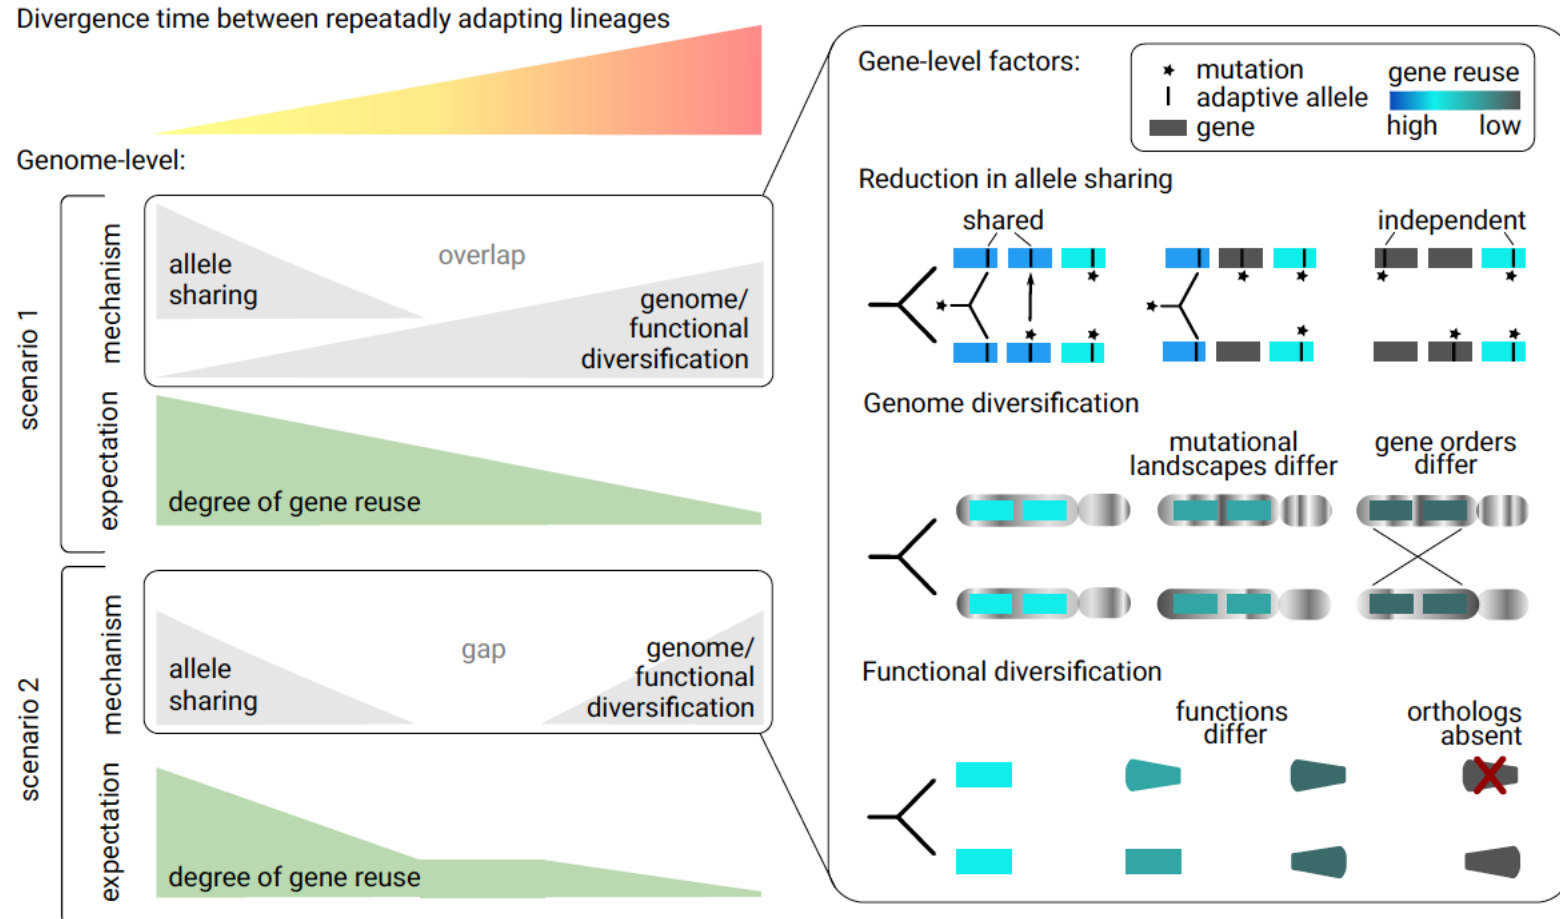 Divergence time between repeatadly adapting lineages
Genome-level:
scenario 1
mechanism
allele
sharing
overlap
genome/
functional
diversification
expectation
degree of gene reuse
scenario 2
mechanism
allele
sharing
gap
genome/
functional
diversification
expectation
degree of gene reuse
Gene-level factors:
mutation
adaptive allele
gene
gene reuse
high low
Reduction in allele sharing
shared
independent
Genome diversification
mutational
landscapes differ
gene orders
differ
Functional diversification
functions
differ
orthologs
absent